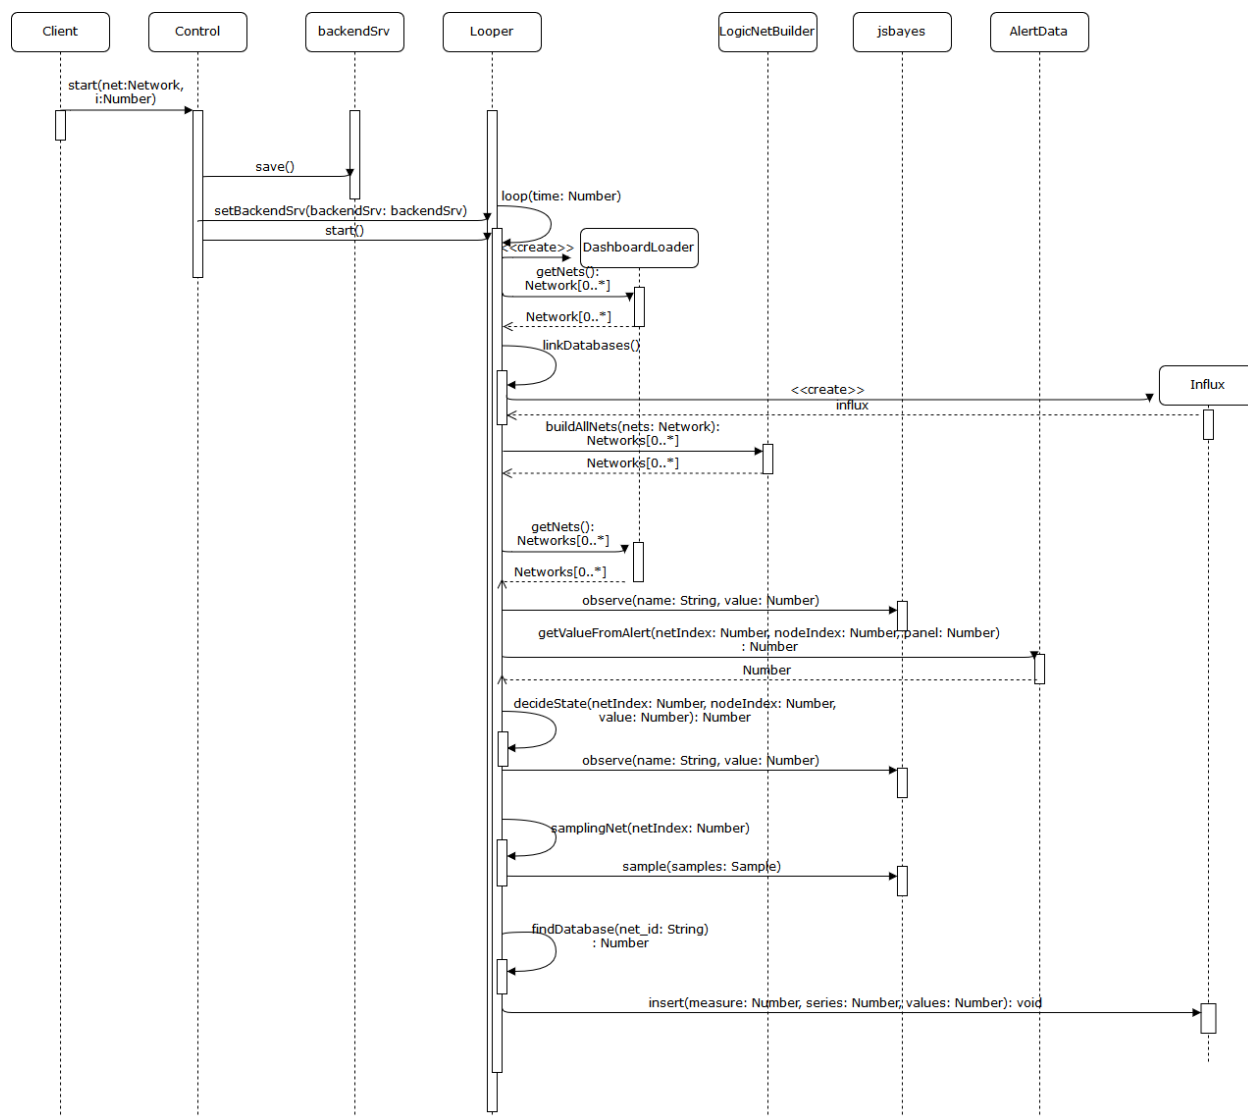 Client
Control
backendSrv
Looper
LogicNetBuilder
jsbayes
AlertData
start(net:Network,
i:Number)
save()
loop(time: Number)
setBackendSrv(backendSrv: backendSrv)
start()
<<create>>
DashboardLoader
getNets():
Network[0..*]
Network[0..*]
linkDatabases()
<<create>>
Influx
influx
buildAllNets(nets: Network):
Networks[0..*]
Networks[0..*]
getNets():
Networks[0..*]
Networks[0..*]
observe(name: String, value: Number)
getValueFromAlert(netIndex: Number, nodeIndex: Number, panel: Number)
: Number
Number
decideState(netIndex: Number, nodeIndex: Number,
value: Number): Number
observe(name: String, value: Number)
samplingNet(netIndex: Number)
sample(samples: Sample)
findDatabase(net_id: String)
: Number
insert(measure: Number, series: Number, values: Number): void